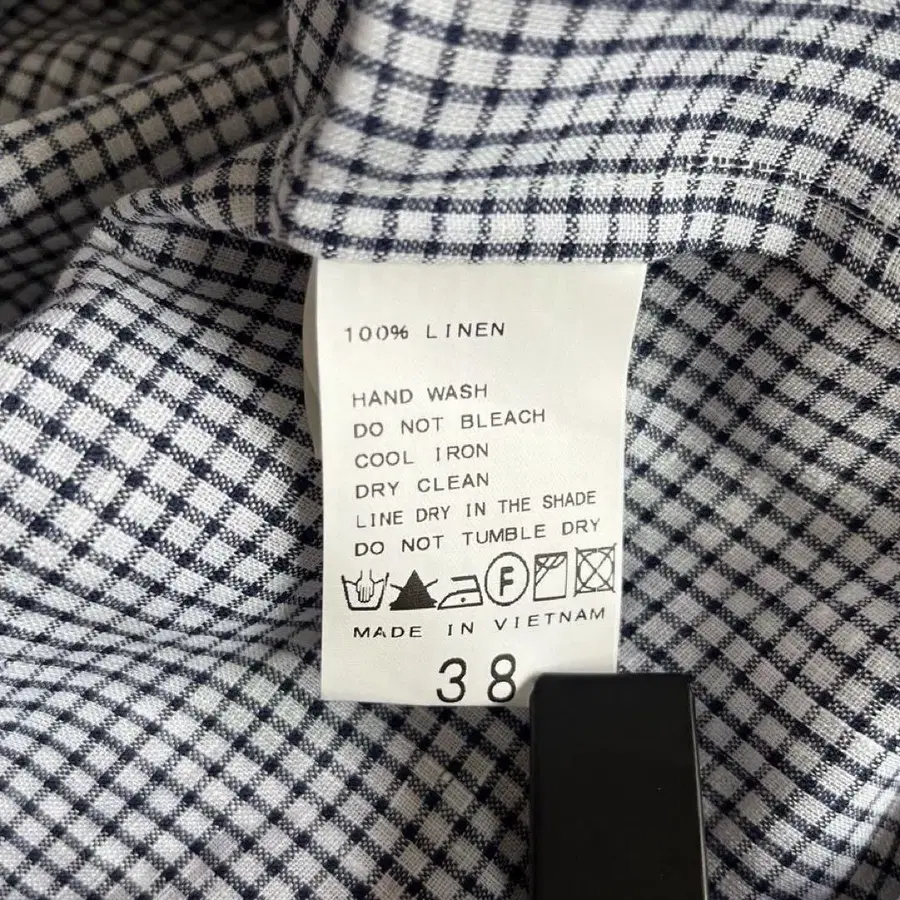 100% LINEN
HAND WASH
DO NOT BLEACH
COOL IRON
DRY CLEAN
LINE DRY IN THE SHADE
DO NOT TUMBLE DRY
F
MADE IN VIETNAM
38